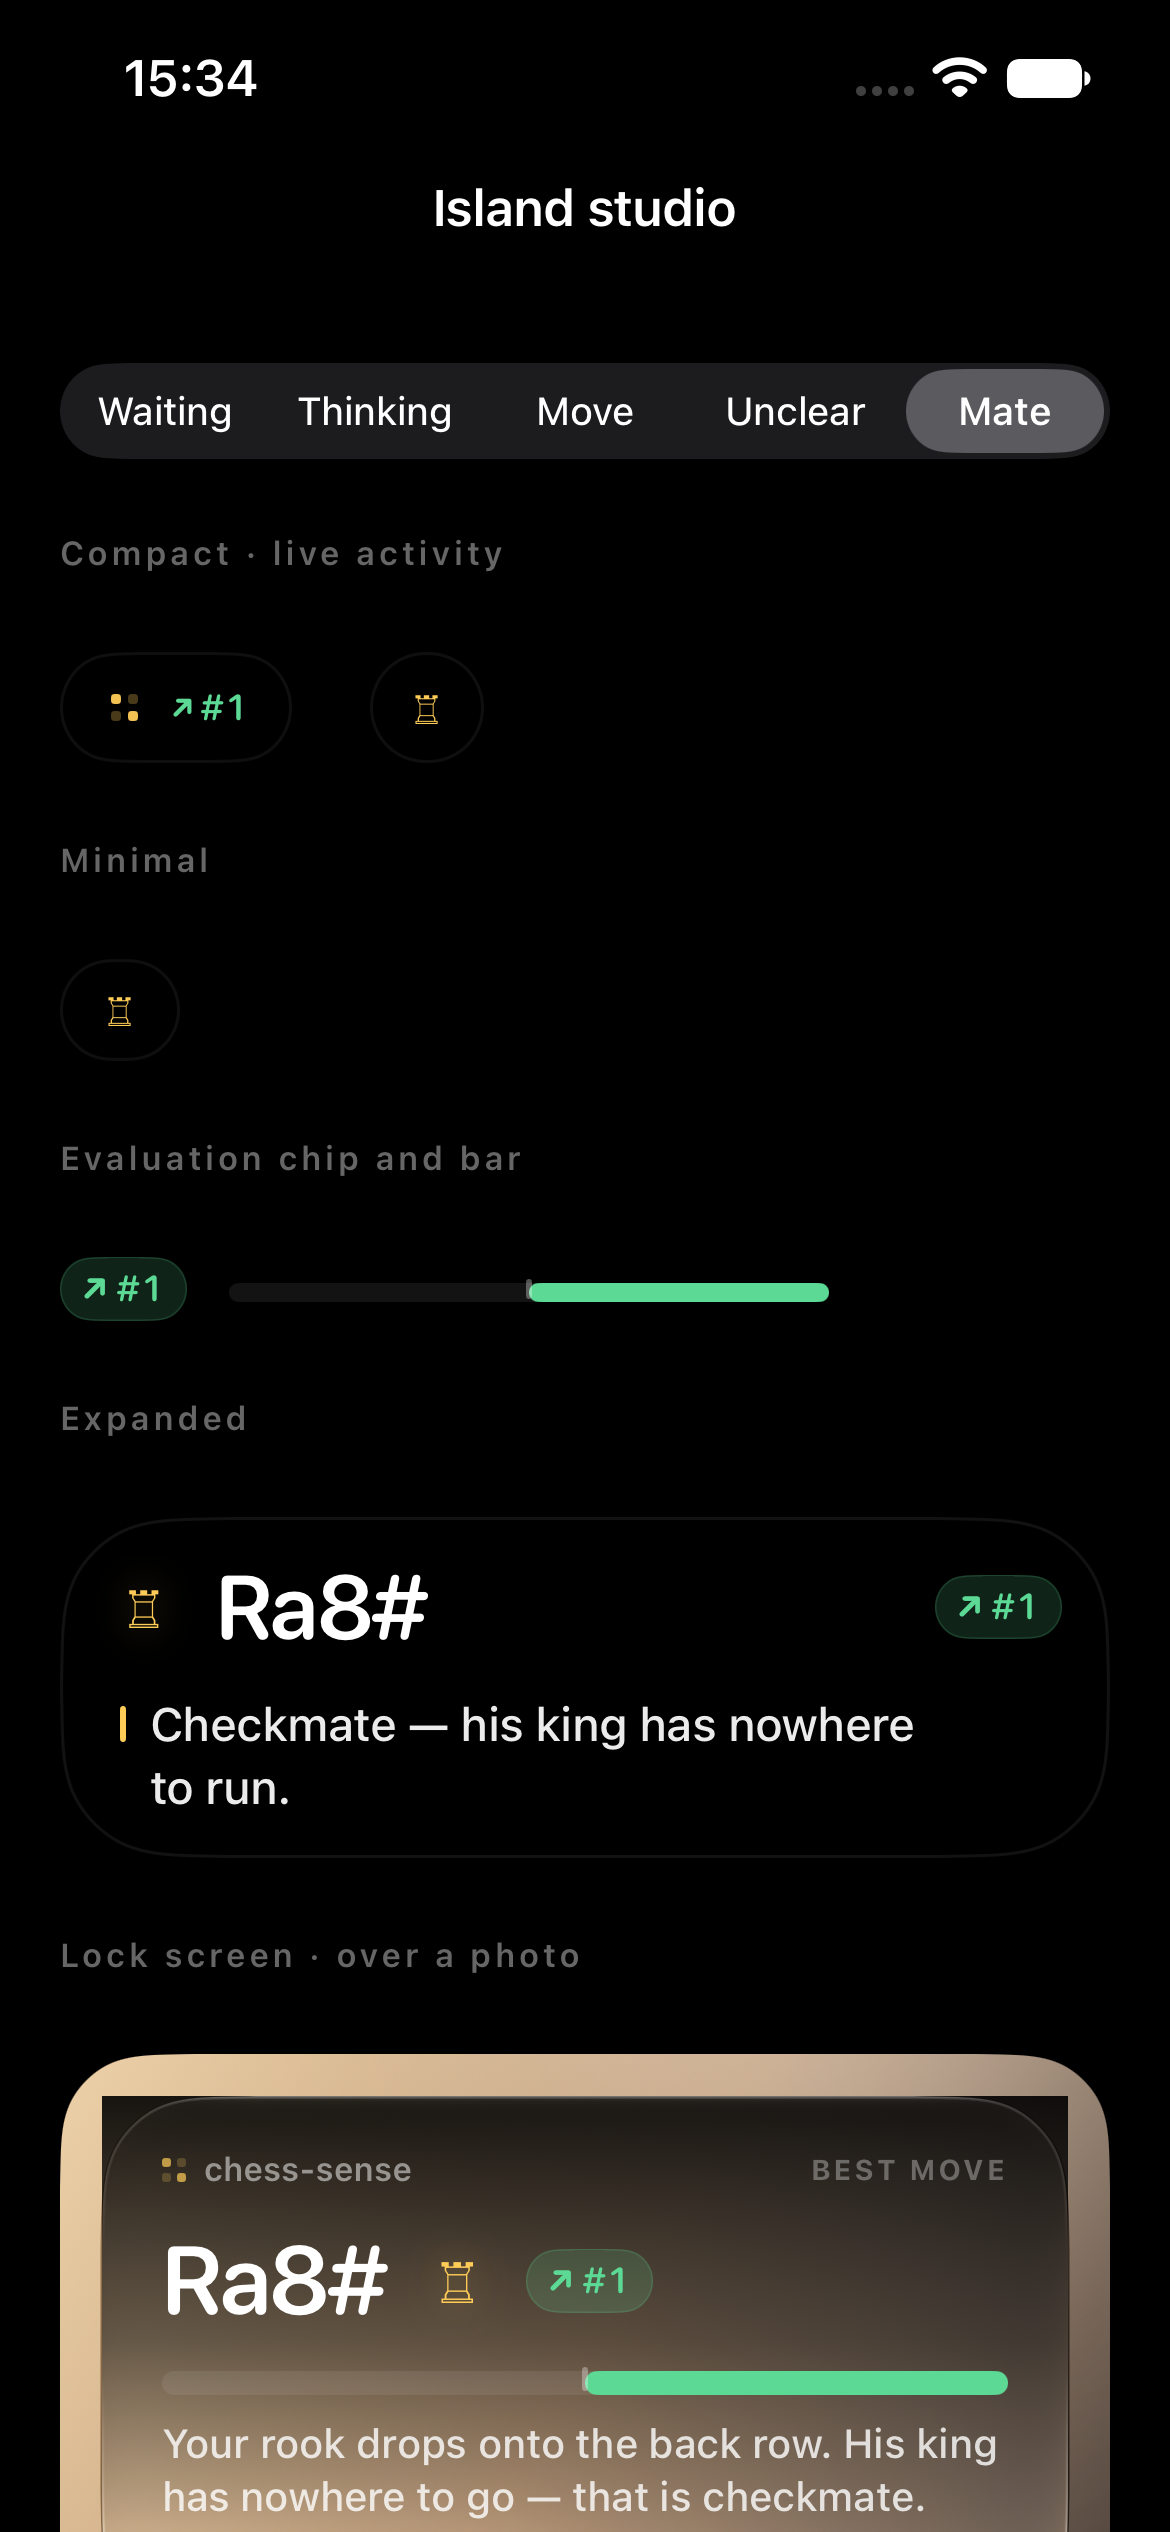 15:34
Island studio
Waiting Thinking Move Unclear Mate
Compact · live activity
↗#1 ♖
Minimal
♖
Evaluation chip and bar
↗#1
Expanded
♖ Ra8# ↗#1
Checkmate — his king has nowhere
to run.
Lock screen · over a photo
chess-sense BEST MOVE
Ra8# ♖ ↗#1
Your rook drops onto the back row. His king
has nowhere to go — that is checkmate.